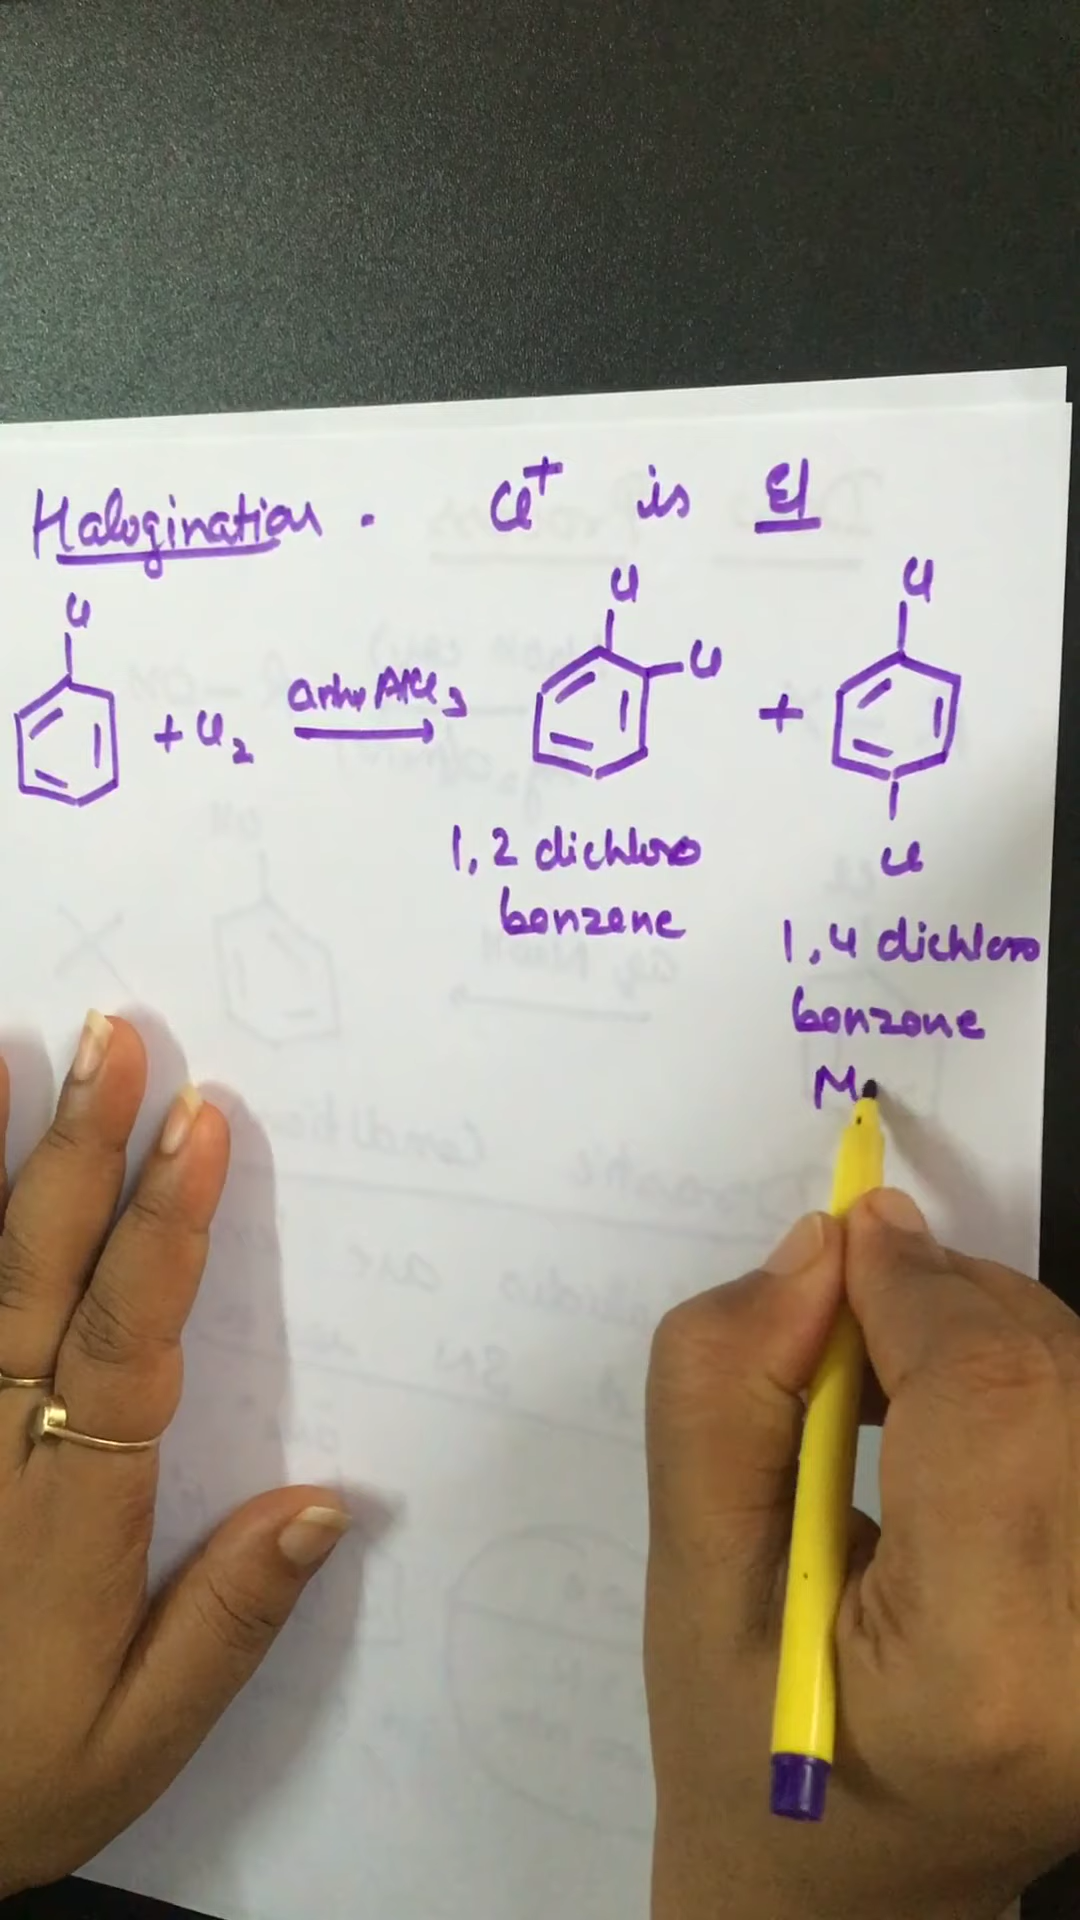 Halogination . Cl+ is El
Cl Cl Cl
+ Cl2 anhy AlCl3 Cl +
Cl
1,2 dichloro
benzene
1,4 dichloro
benzene
M